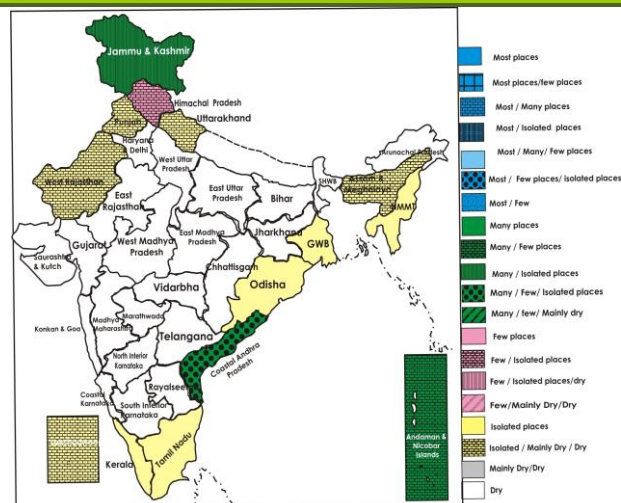 Jammu & Kashmir
Himachal Pradesh
Punjab
Uttarakhand
Haryana
& Delhi
West Uttar
Pradesh
Arunachal Pradesh
West Rajasthan
East
Rajasthan
East Uttar
Pradesh
Bihar
SHWB
Assam &
Meghalaya
NMMT
Gujarat
West Madhya
Pradesh
East Madhya
Pradesh
Jharkhand
GWB
Saurashtra
& Kutch
Chhattisgarh
Odisha
Vidarbha
Konkan & Goa
Madhya
Maharashtra
Marathwada
Telangana
North Interior
Karnataka
Coastal Andhra
Pradesh
Coastal
Karnataka
Rayalseema
South Interior
Karnataka
Kerala
Tamil Nadu
Andaman &
Nicobar
Islands
Most places
Most places/few places
Most / Many places
Most / Isolated places
Most / Many/ Few places
Most / Few places/ Isolated places
Most / Few
Many places
Many / Few places
Many / Isolated places
Many / Few/ Isolated places
Many / few/ Mainly dry
Few places
Few / Isolated places
Few / Isolated places/dry
Few/Mainly Dry/Dry
Isolated places
Isolated / Mainly Dry / Dry
Mainly Dry/Dry
Dry